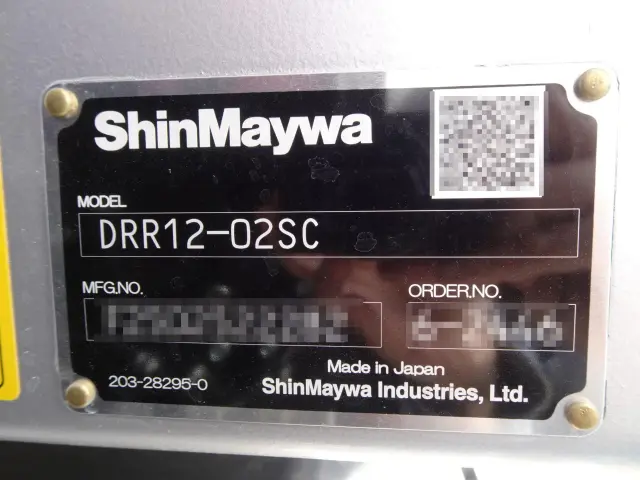 ShinMaywa
MODEL
DRR12-02SC
MFG.NO.
ORDER.NO.
203-28295-0
Made in Japan
ShinMaywa Industries, Ltd.